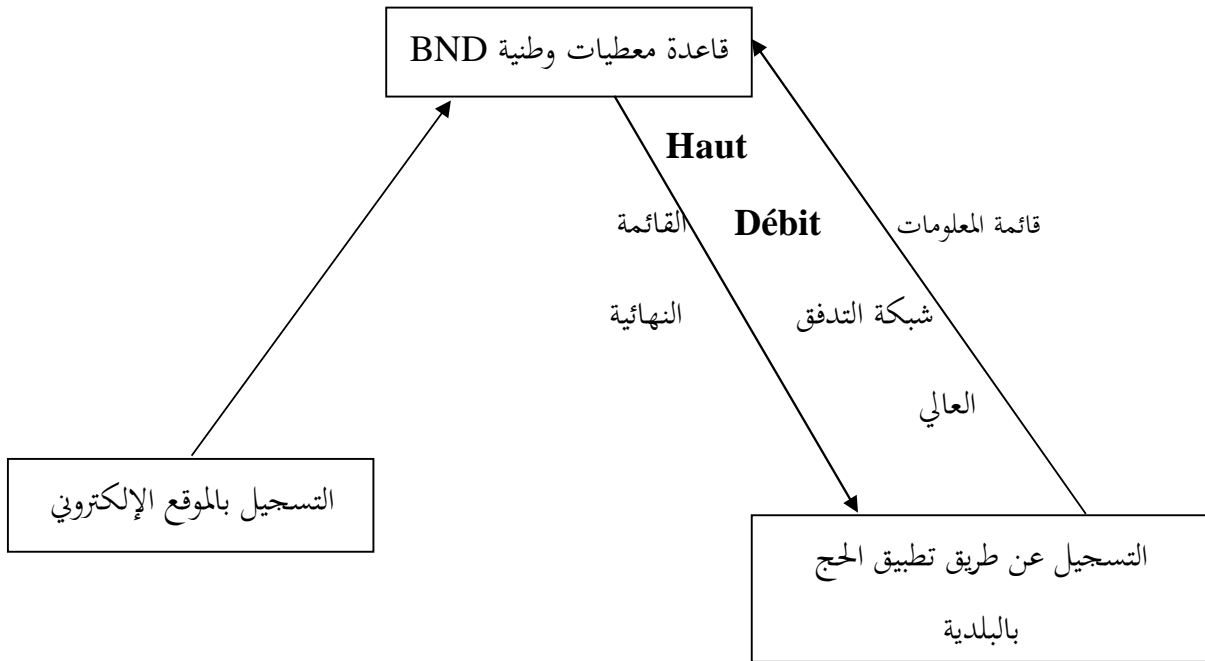 قاعدة معطيات وطنية BND
Haut
قائمة المعلومات
Débit
القائمة
شبكة التدفق
النهائية
العالي
التسجيل بالموقع الإلكتروني
التسجيل عن طريق تطبيق الحج
بالبلدية